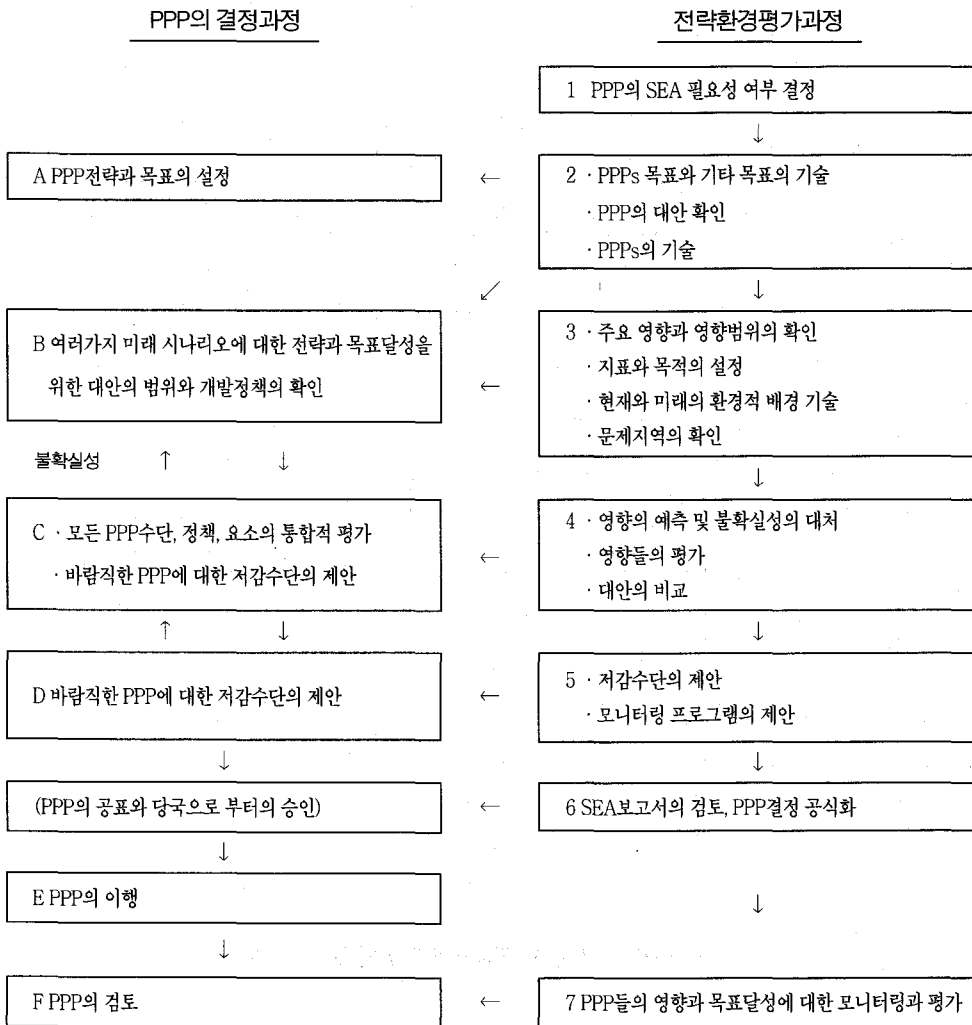 PPP의 결정과정
전략환경평가과정
1 PPP의 SEA 필요성 여부 결정
↓
A PPP전략과 목표의 설정
←
2 · PPPs 목표와 기타 목표의 기술
· PPP의 대안 확인
· PPPs의 기술
↙
↓
B 여러가지 미래 시나리오에 대한 전략과 목표달성을
위한 대안의 범위와 개발정책의 확인
←
3 · 주요 영향과 영향범위의 확인
· 지표와 목적의 설정
· 현재와 미래의 환경적 배경 기술
· 문제지역의 확인
불확실성 ↑ ↓
↓
C · 모든 PPP수단, 정책, 요소의 통합적 평가
· 바람직한 PPP에 대한 저감수단의 제안
←
4 · 영향의 예측 및 불확실성의 대처
· 영향들의 평가
· 대안의 비교
↑ ↓
↓
D 바람직한 PPP에 대한 저감수단의 제안
←
5 · 저감수단의 제안
· 모니터링 프로그램의 제안
↓
↓
(PPP의 공표와 당국으로 부터의 승인)
←
6 SEA보고서의 검토, PPP결정 공식화
↓
E PPP의 이행
↓
↓
F PPP의 검토
←
7 PPP들의 영향과 목표달성에 대한 모니터링과 평가